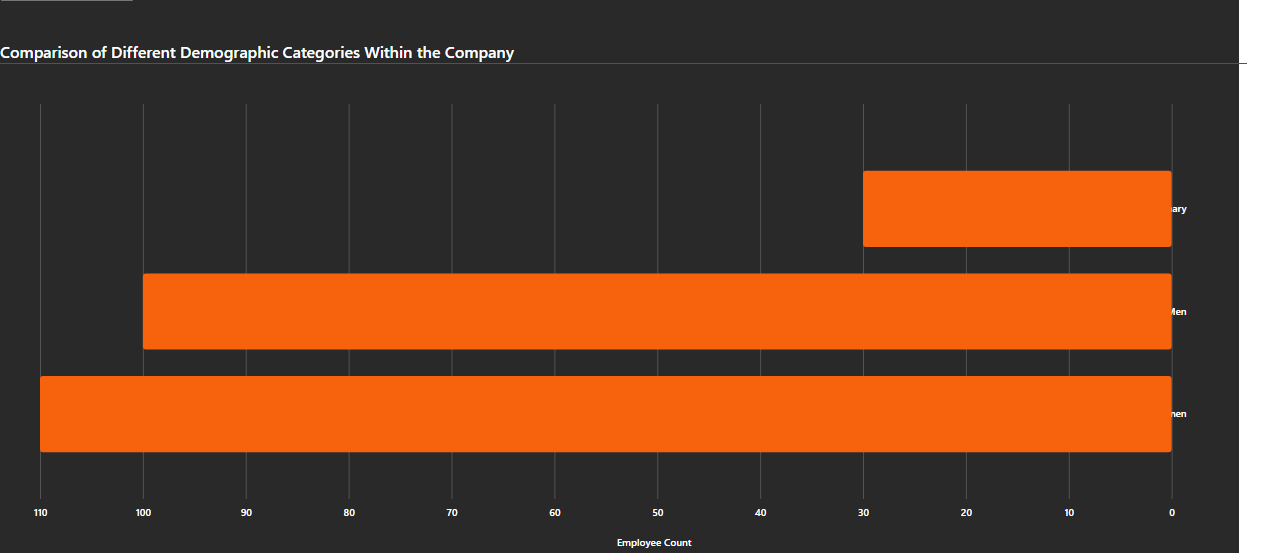 Comparison of Different Demographic Categories Within the Company
ary
Men
men
110 100 90 80 70 60 50 40 30 20 10 0
Employee Count